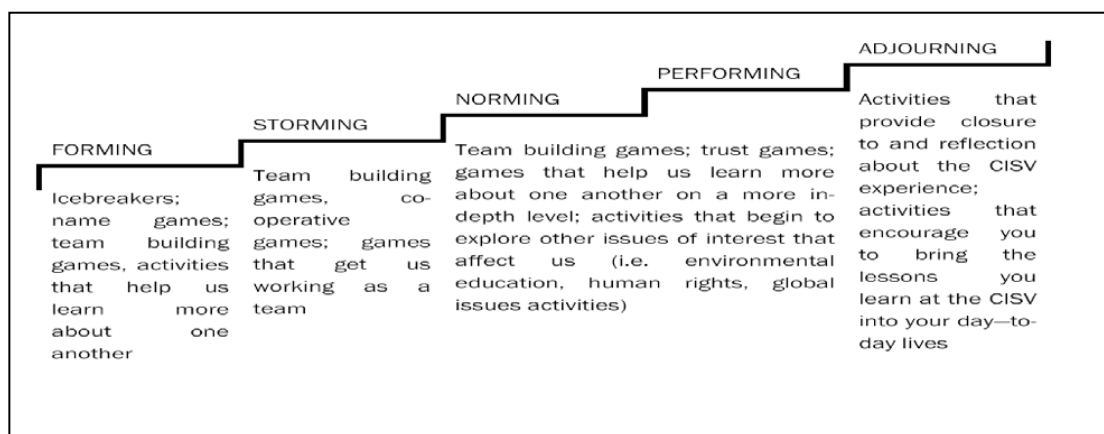 FORMING
Icebreakers;
name games;
team building
games, activities
that help us
learn more
about one
another
STORMING
Team building
games, co-
operative
games; games
that get us
working as a
team
NORMING
PERFORMING
Team building games; trust games;
games that help us learn more
about one another on a more in-
depth level; activities that begin to
explore other issues of interest that
affect us (i.e. environmental
education, human rights, global
issues activities)
ADJOURNING
Activities that
provide closure
to and reflection
about the CISV
experience;
activities that
encourage you
to bring the
lessons you
learn at the CISV
into your day—to-
day lives